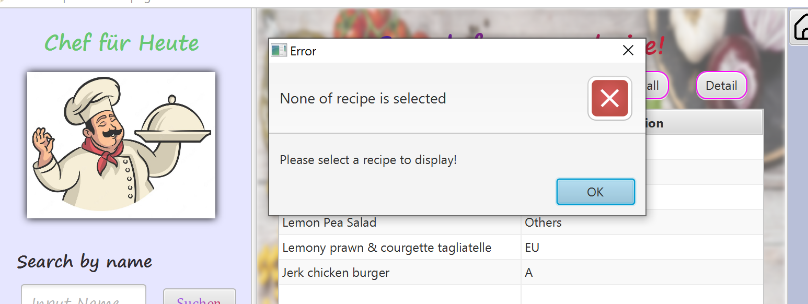 Chef für Heute
Error
None of recipe is selected
all
Detail
ion
Please select a recipe to display!
OK
Lemon Pea Salad Others
Lemony prawn & courgette tagliatelle EU
Jerk chicken burger A
Search by name
Input Name
Suchen